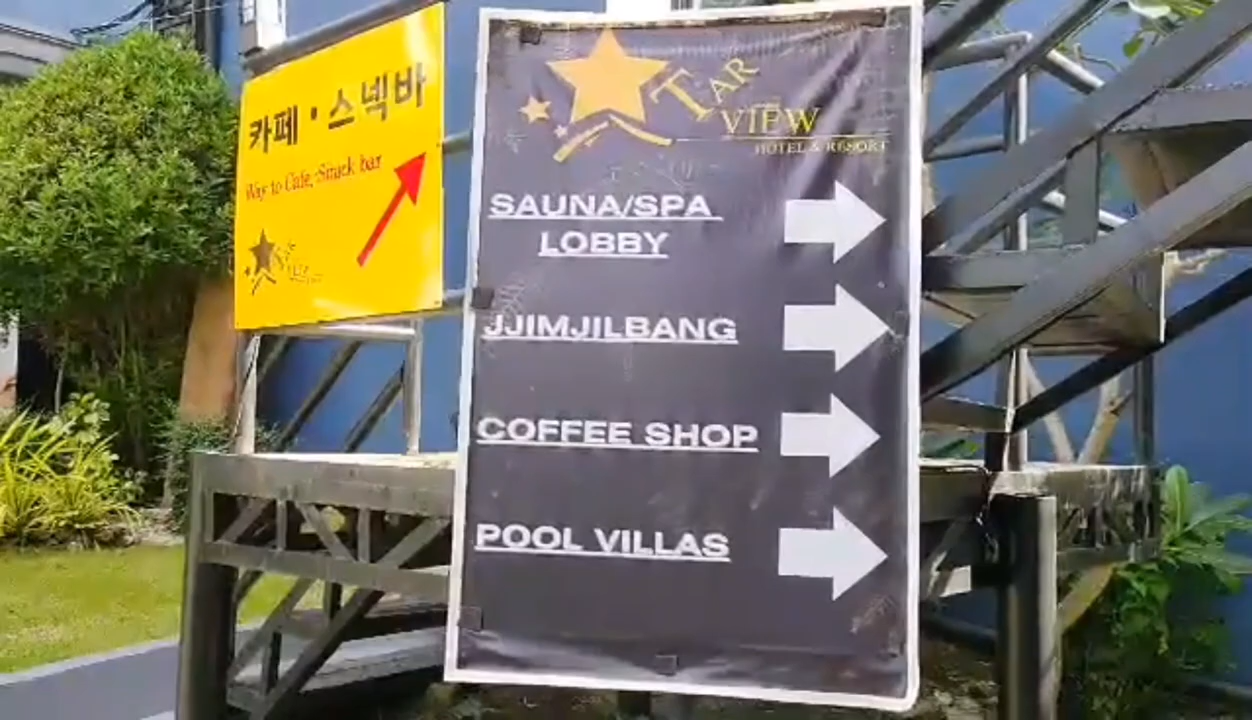 카페 · 스넥바
Way to Cafe, Snack bar
TAR
VIEW
HOTEL & RESORT
SAUNA/SPA
LOBBY
JJIMJILBANG
COFFEE SHOP
POOL VILLAS